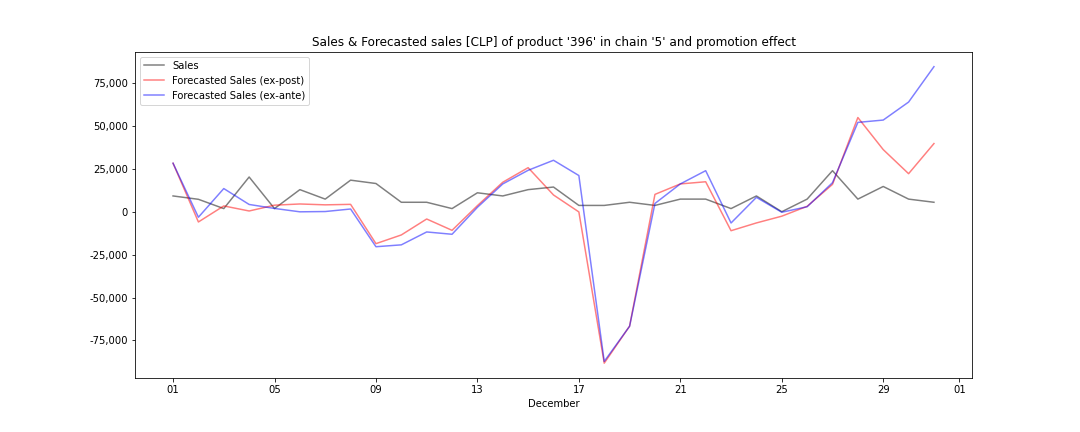 Sales & Forecasted sales [CLP] of product '396' in chain '5' and promotion effect
Sales
Forecasted Sales (ex-post)
Forecasted Sales (ex-ante)
75,000
50,000
25,000
0
-25,000
-50,000
-75,000
01 05 09 13 17 21 25 29 01
December